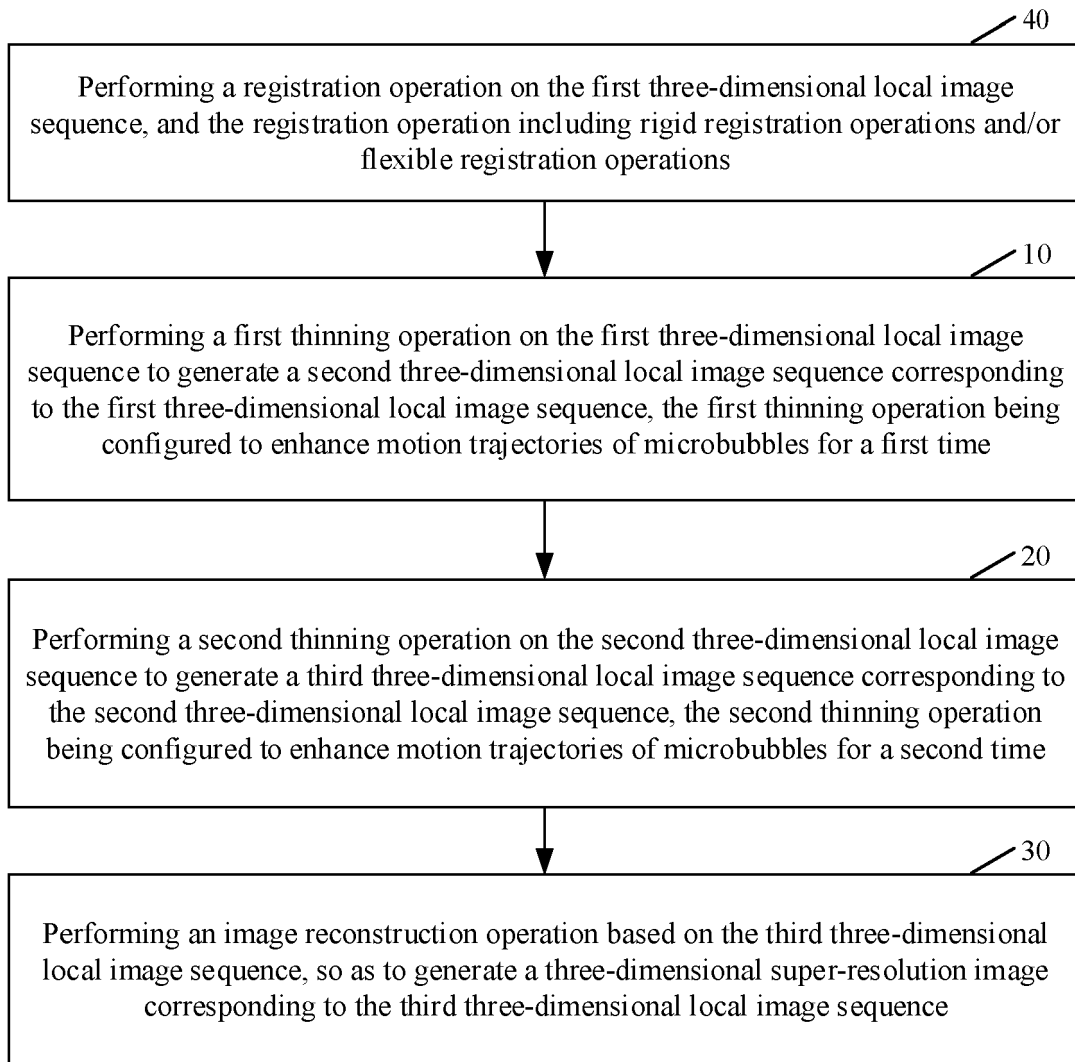 40
Performing a registration operation on the first three-dimensional local image
sequence, and the registration operation including rigid registration operations and/or
flexible registration operations
10
Performing a first thinning operation on the first three-dimensional local image
sequence to generate a second three-dimensional local image sequence corresponding
to the first three-dimensional local image sequence, the first thinning operation being
configured to enhance motion trajectories of microbubbles for a first time
20
Performing a second thinning operation on the second three-dimensional local image
sequence to generate a third three-dimensional local image sequence corresponding to
the second three-dimensional local image sequence, the second thinning operation
being configured to enhance motion trajectories of microbubbles for a second time
30
Performing an image reconstruction operation based on the third three-dimensional
local image sequence, so as to generate a three-dimensional super-resolution image
corresponding to the third three-dimensional local image sequence